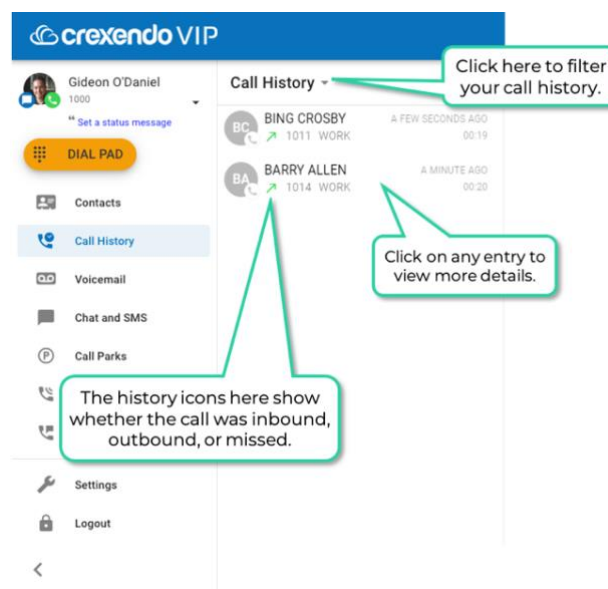 crexendo VIP
Gideon O'Daniel
1000
“ Set a status message
DIAL PAD
Contacts
Call History
Voicemail
Chat and SMS
P Call Parks
Settings
Logout
Call History
Click here to filter
your call history.
BC BING CROSBY A FEW SECONDS AGO
1011 WORK 00:19
BA BARRY ALLEN A MINUTE AGO
1014 WORK 00:20
Click on any entry to
view more details.
The history icons here show
whether the call was inbound,
outbound, or missed.